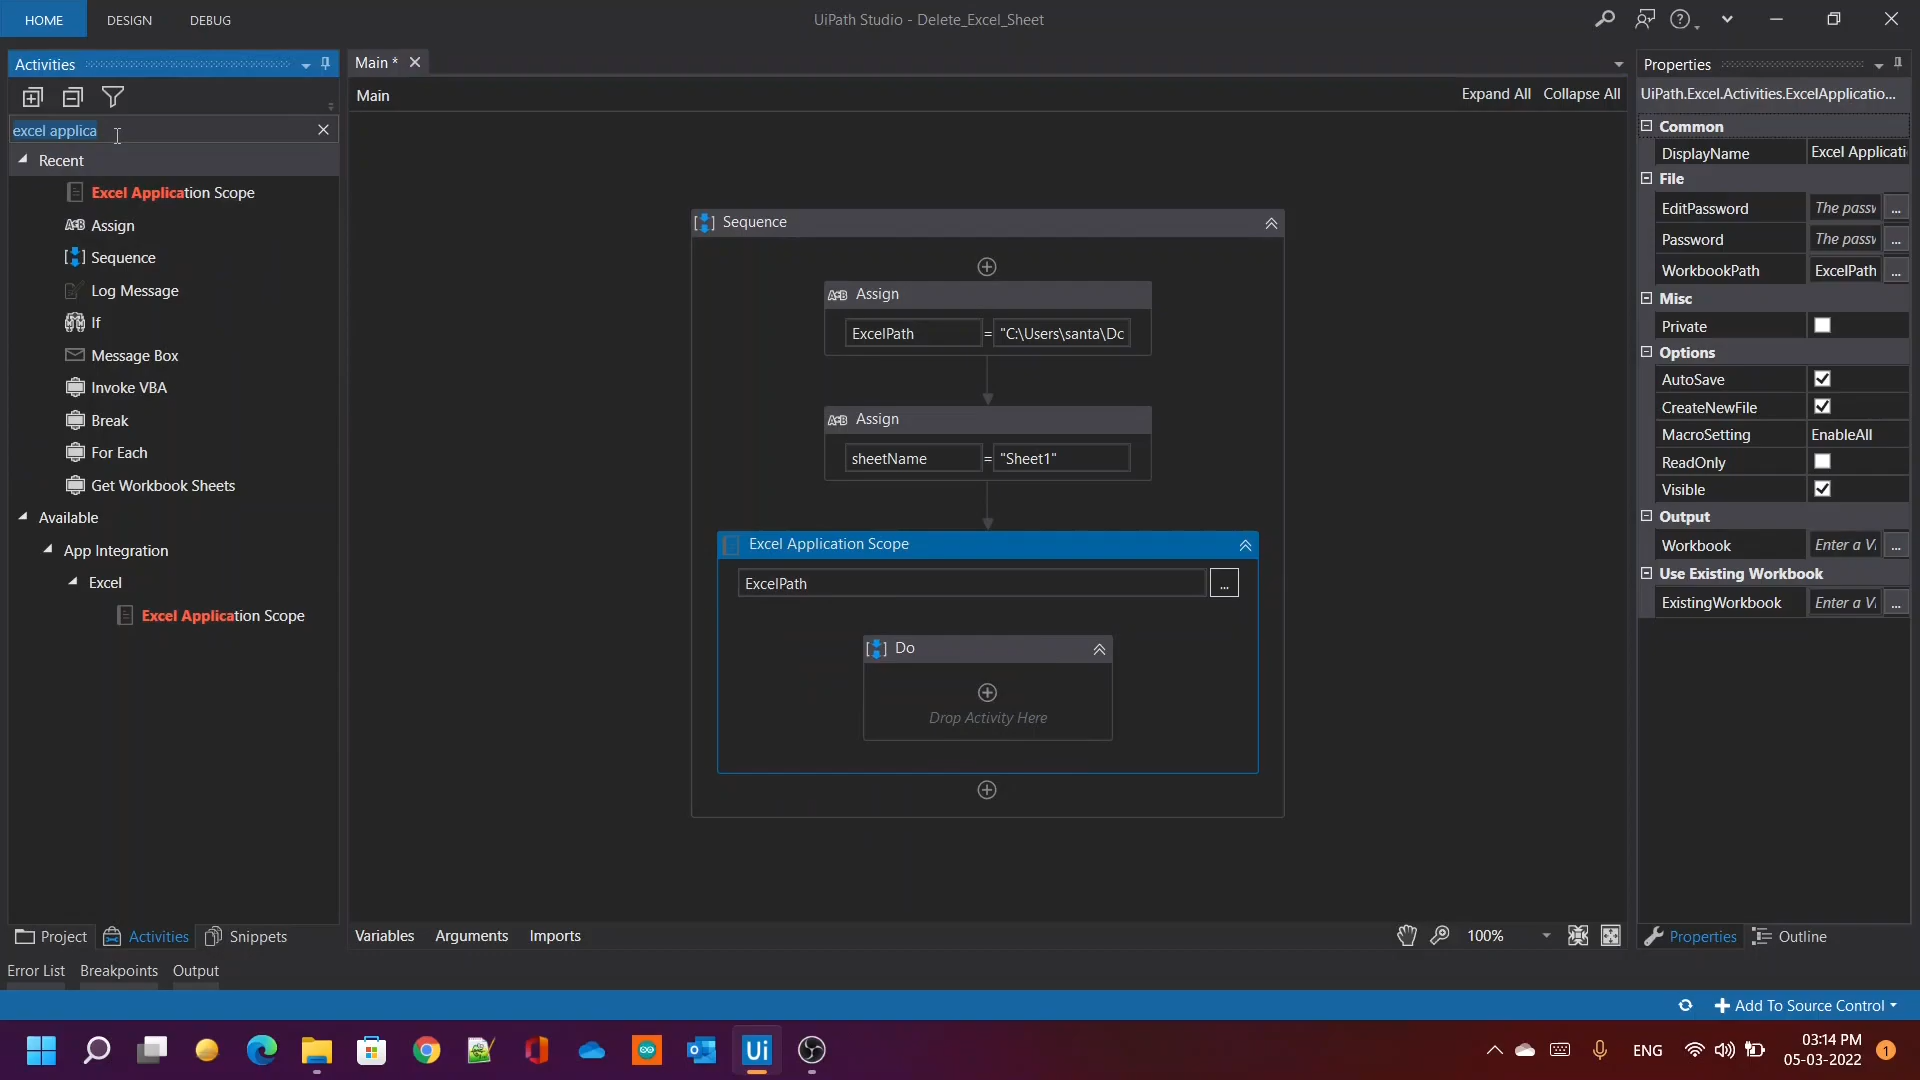 HOME DESIGN DEBUG
UiPath Studio - Delete_Excel_Sheet
Activities
excel applica
Recent
Excel Application Scope
Assign
Sequence
Log Message
If
Message Box
Invoke VBA
Break
For Each
Get Workbook Sheets
Available
App Integration
Excel
Excel Application Scope
Project Activities Snippets
Main *
Main
Expand All Collapse All
Sequence
Assign
ExcelPath = "C:\Users\santa\Dc
Assign
sheetName = "Sheet1"
Excel Application Scope
ExcelPath ...
Do
Drop Activity Here
Variables Arguments Imports
100%
Properties
UiPath.Excel.Activities.ExcelApplicatio...
Common
DisplayName Excel Applicati
File
EditPassword The passw ...
Password The passw ...
WorkbookPath ExcelPath ...
Misc
Private
Options
AutoSave
CreateNewFile
MacroSetting EnableAll
ReadOnly
Visible
Output
Workbook Enter a V ...
Use Existing Workbook
ExistingWorkbook Enter a V ...
Properties Outline
Error List Breakpoints Output
Add To Source Control
Ui
ENG
03:14 PM
05-03-2022
1